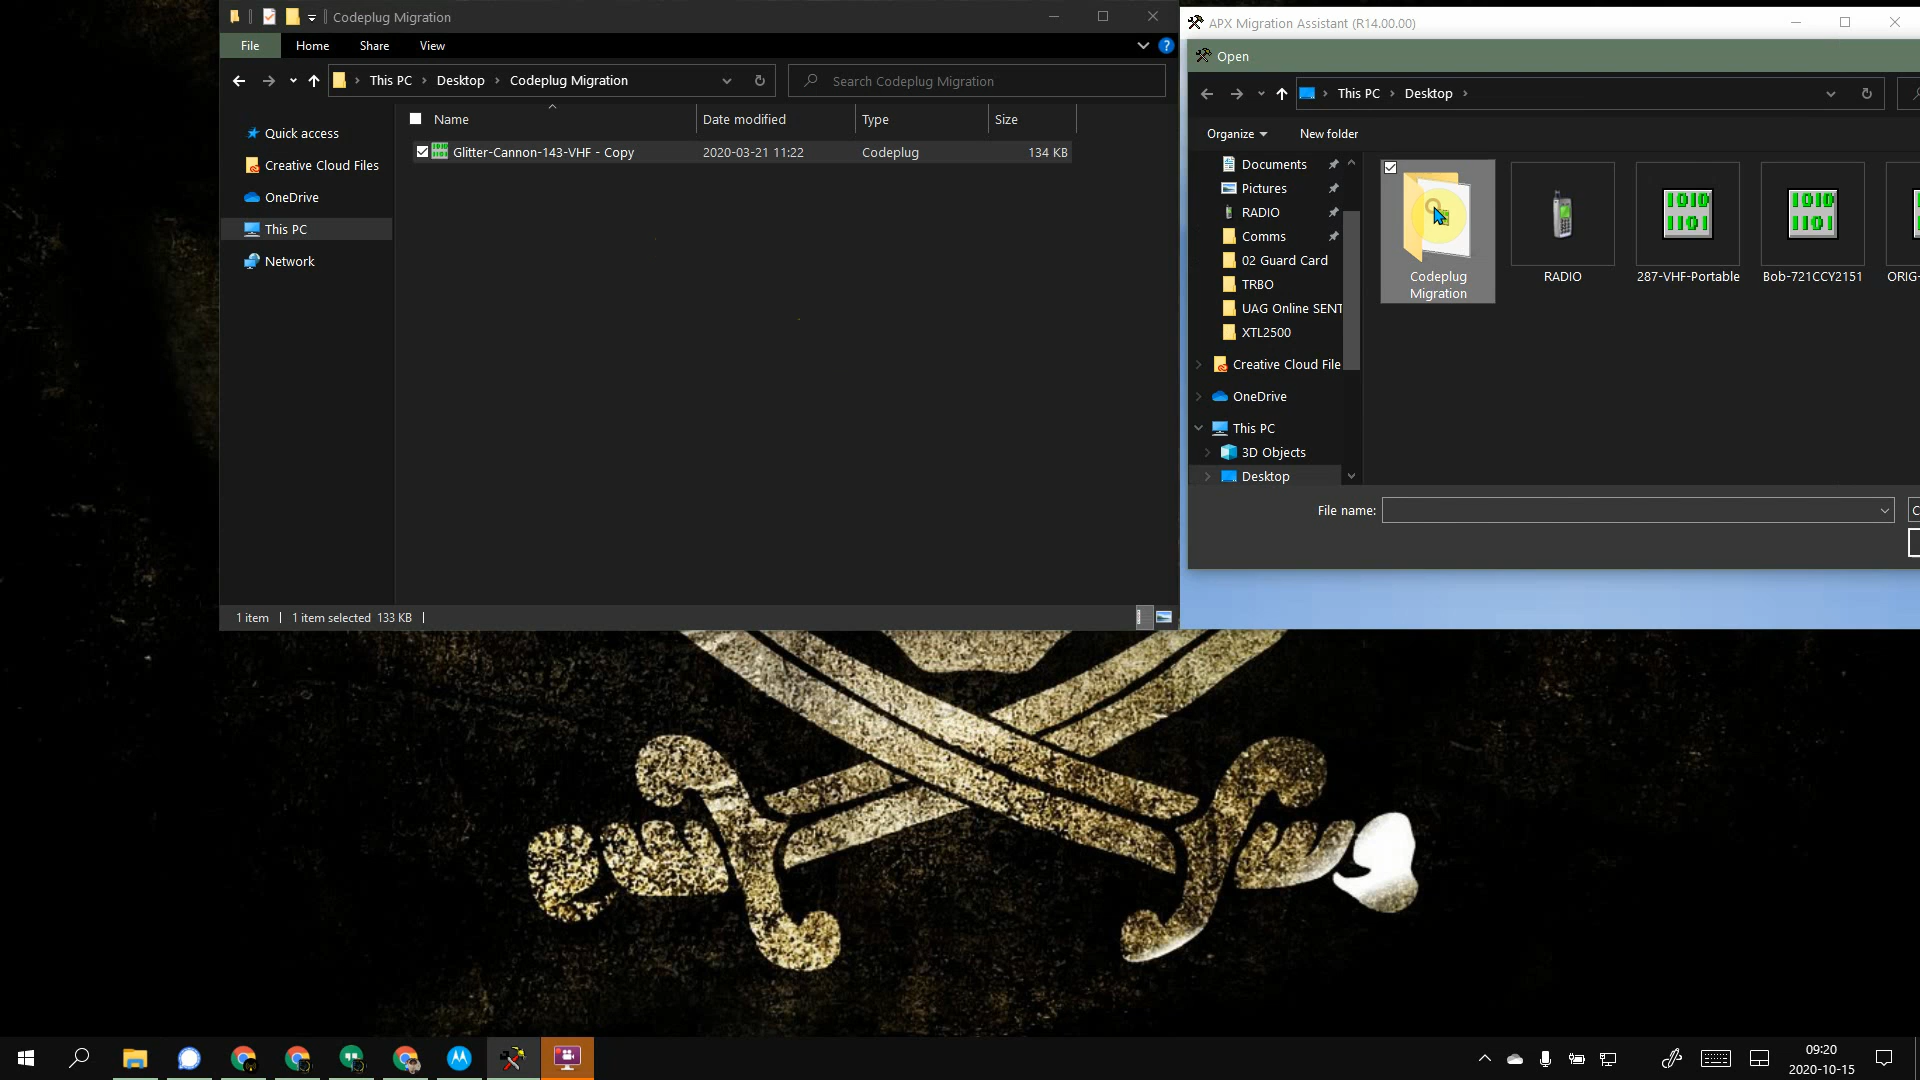 Codeplug Migration
File
Home
Share
View
This PC
Desktop
Codeplug Migration
Search Codeplug Migration
Quick access
Creative Cloud Files
OneDrive
This PC
Network
Name
Date modified
Type
Size
Glitter-Cannon-143-VHF - Copy
2020-03-21 11:22
Codeplug
134 KB
1 item
1 item selected 133 KB
APX Migration Assistant (R14.00.00)
Open
This PC
Desktop
Organize
New folder
Documents
Pictures
RADIO
Comms
02 Guard Card
TRBO
UAG Online SENT
XTL2500
Creative Cloud File
OneDrive
This PC
3D Objects
Desktop
Codeplug
Migration
RADIO
1010
1101
287-VHF-Portable
1010
1101
Bob-721CCY2151
ORIG-
File name:
C
09:20
2020-10-15